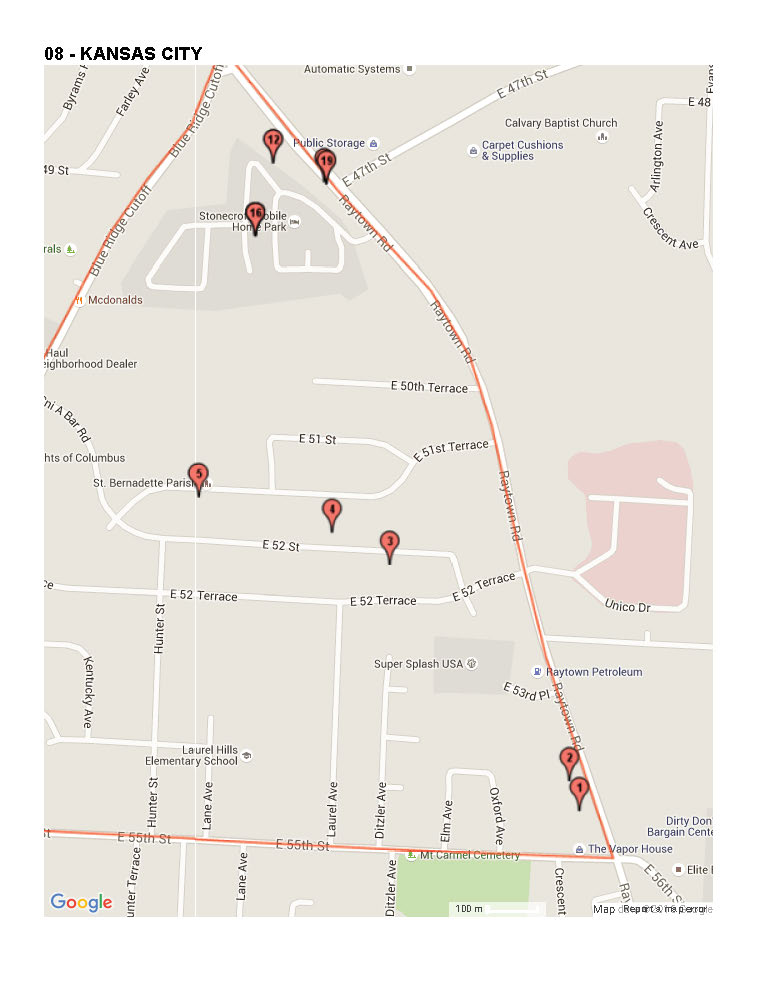 08 - KANSAS CITY
Automatic Systems
E 47th St
Byrams
Farley Ave
Blue Ridge Cutoff
E 48
Calvary Baptist Church
12
Public Storage
Carpet Cushions
& Supplies
Arlington Ave
19
E 47th St
49 St
Blue Ridge Cutoff
16
Stonecroft Mobile
Home Park
Raytown Rd
Crescent Ave
rals
Mcdonalds
Raytown Rd
Haul
eighborhood Dealer
E 50th Terrace
ni A Bar Rd
E 51 St
E 51st Terrace
hts of Columbus
5
St. Bernadette Parish
Raytown Rd
4
3
E 52 St
E 52 Terrace
ce
E 52 Terrace
E 52 Terrace
Unico Dr
Hunter St
Kentucky Ave
Super Splash USA
Raytown Petroleum
E 53rd Pl
Raytown Rd
Laurel Hills
Elementary School
2
1
Hunter St
Lane Ave
Laurel Ave
Ditzler Ave
Elm Ave
Oxford Ave
Dirty Don
Bargain Cente
st
E 55th St
E 55th St
Mt Carmel Cemetery
The Vapor House
Elite
E 56th St
unter Terrace
Lane Ave
Ditzler Ave
Crescent
Ra
Google
100 m
Map
Report a map error